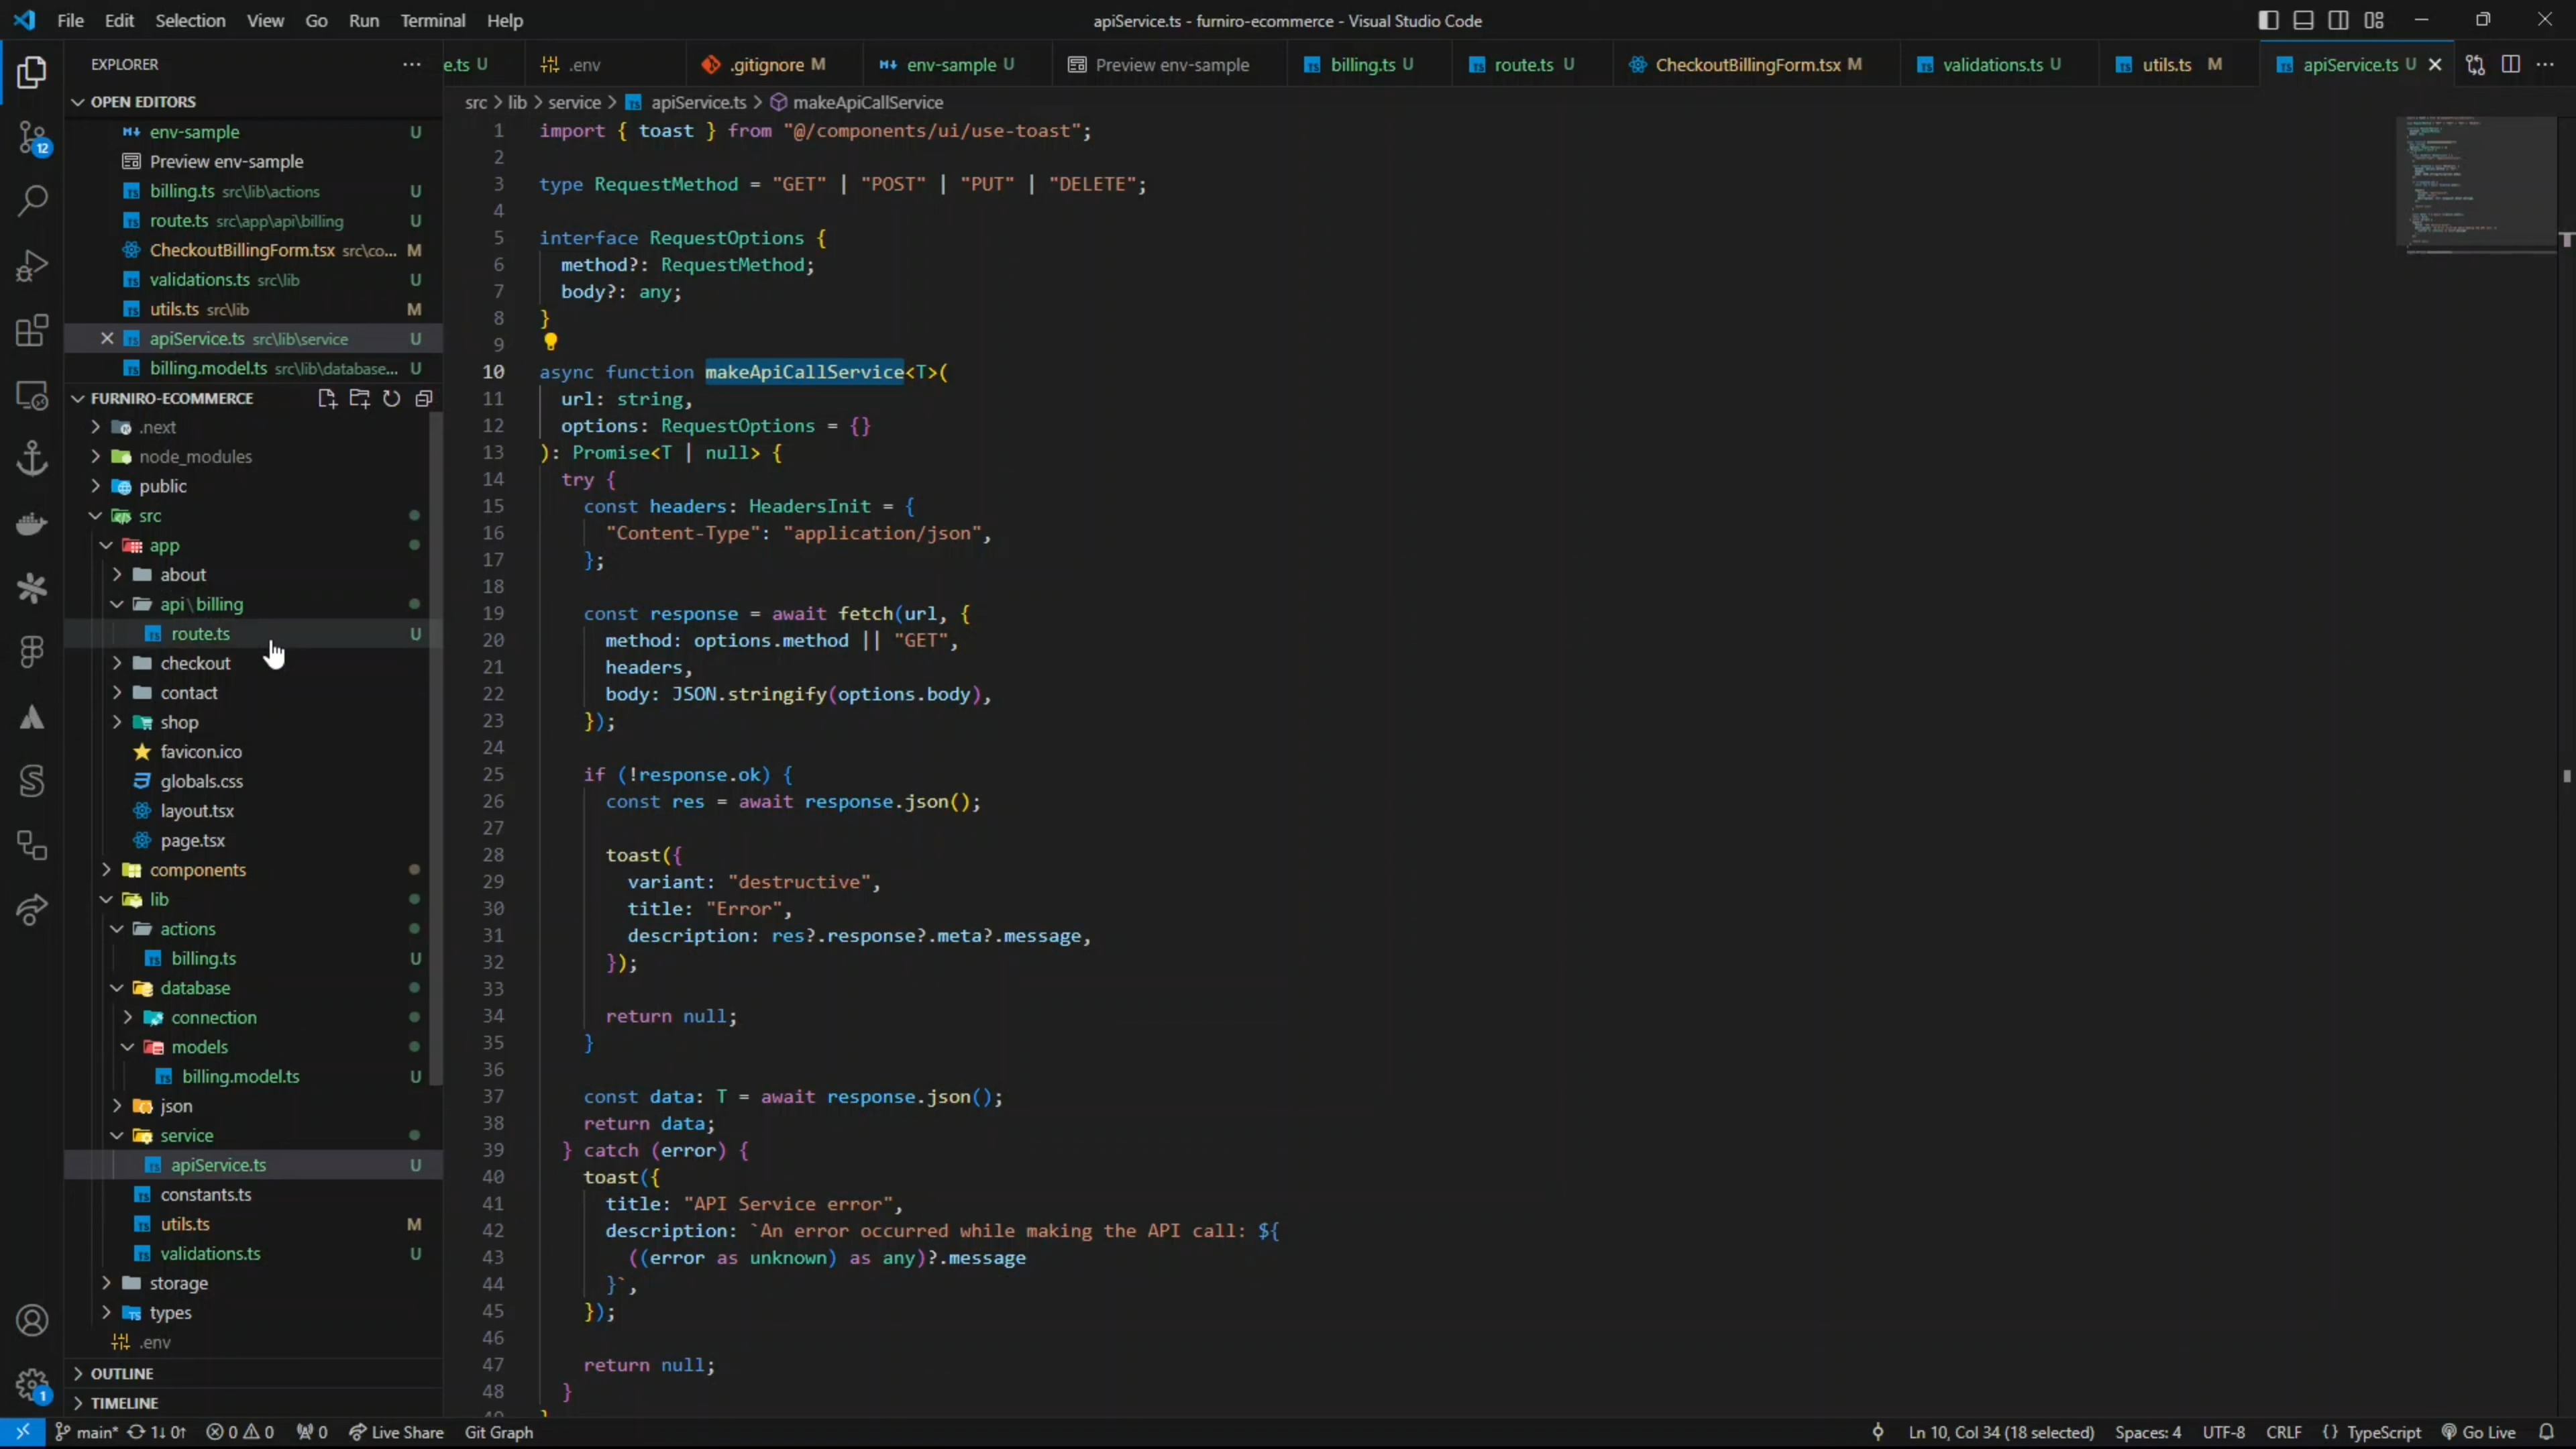 File Edit Selection View Go Run Terminal Help
apiService.ts - furniro-ecommerce - Visual Studio Code
EXPLORER
e.ts U
.env
.gitignore M
env-sample U
Preview env-sample
billing.ts U
route.ts U
CheckoutBillingForm.tsx M
validations.ts U
utils.ts M
apiService.ts U
OPEN EDITORS
env-sample U
Preview env-sample
billing.ts src\lib\actions U
route.ts src\app\api\billing U
CheckoutBillingForm.tsx src\co... M
validations.ts src\lib U
utils.ts src\lib M
apiService.ts src\lib\service U
billing.model.ts src\lib\database... U
FURNIRO-ECOMMERCE
.next
node_modules
public
src
app
about
api\billing
route.ts U
checkout
contact
shop
favicon.ico
globals.css
layout.tsx
page.tsx
components
lib
actions
billing.ts U
database
connection
models
billing.model.ts U
json
service
apiService.ts U
constants.ts
utils.ts M
validations.ts U
storage
types
.env
OUTLINE
TIMELINE
12
1
src > lib > service > apiService.ts > makeApiCallService
1 import { toast } from "@/components/ui/use-toast";
2
3 type RequestMethod = "GET" | "POST" | "PUT" | "DELETE";
4
5 interface RequestOptions {
6 method?: RequestMethod;
7 body?: any;
8 }
9
10 async function makeApiCallService<T>(
11 url: string,
12 options: RequestOptions = {}
13 ): Promise<T | null> {
14 try {
15 const headers: HeadersInit = {
16 "Content-Type": "application/json",
17 };
18
19 const response = await fetch(url, {
20 method: options.method || "GET",
21 headers,
22 body: JSON.stringify(options.body),
23 });
24
25 if (!response.ok) {
26 const res = await response.json();
27
28 toast({
29 variant: "destructive",
30 title: "Error",
31 description: res?.response?.meta?.message,
32 });
33
34 return null;
35 }
36
37 const data: T = await response.json();
38 return data;
39 } catch (error) {
40 toast({
41 title: "API Service error",
42 description: `An error occurred while making the API call: ${
43 ((error as unknown) as any)?.message
44 }`,
45 });
46
47 return null;
48 }
49 }
main* 1↓ 0↑ 0 0 0 Live Share Git Graph
Ln 10, Col 34 (18 selected) Spaces: 4 UTF-8 CRLF {} TypeScript Go Live